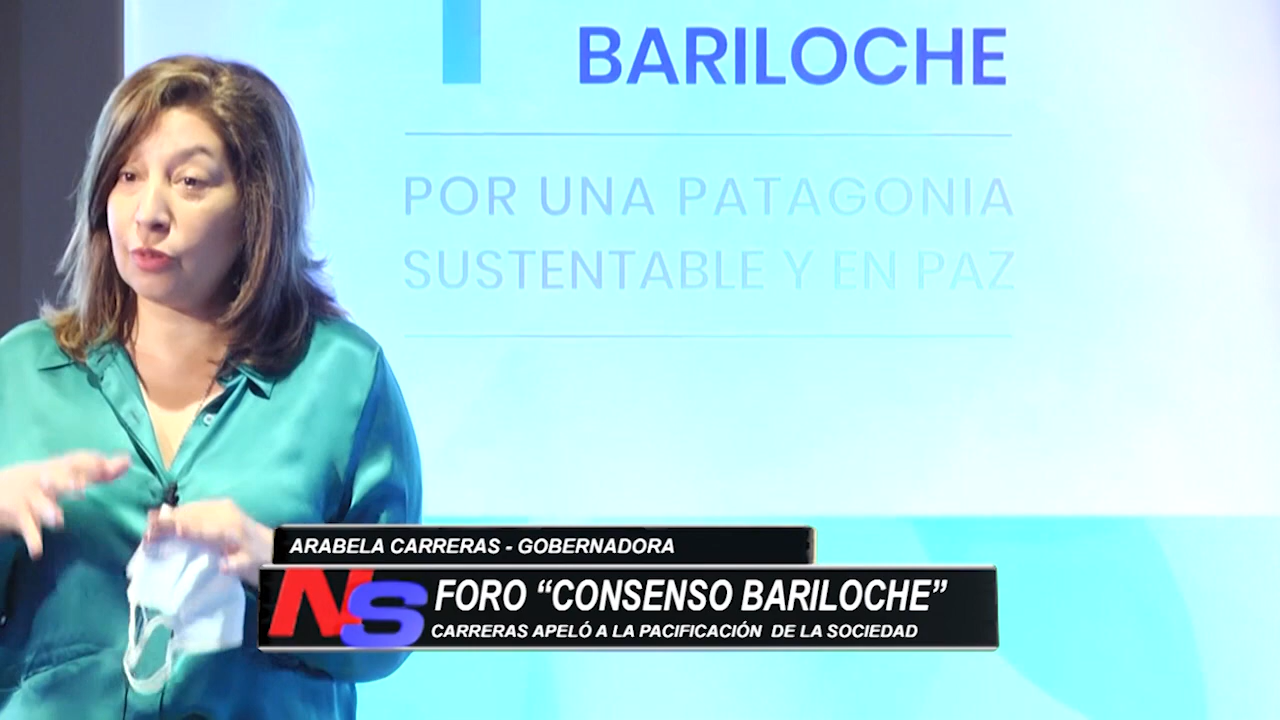 BARILOCHE
POR UNA PATAGONIA
SUSTENTABLE Y EN PAZ
ARABELA CARRERAS - GOBERNADORA
NS
FORO “CONSENSO BARILOCHE”
CARRERAS APELÓ A LA PACIFICACIÓN DE LA SOCIEDAD